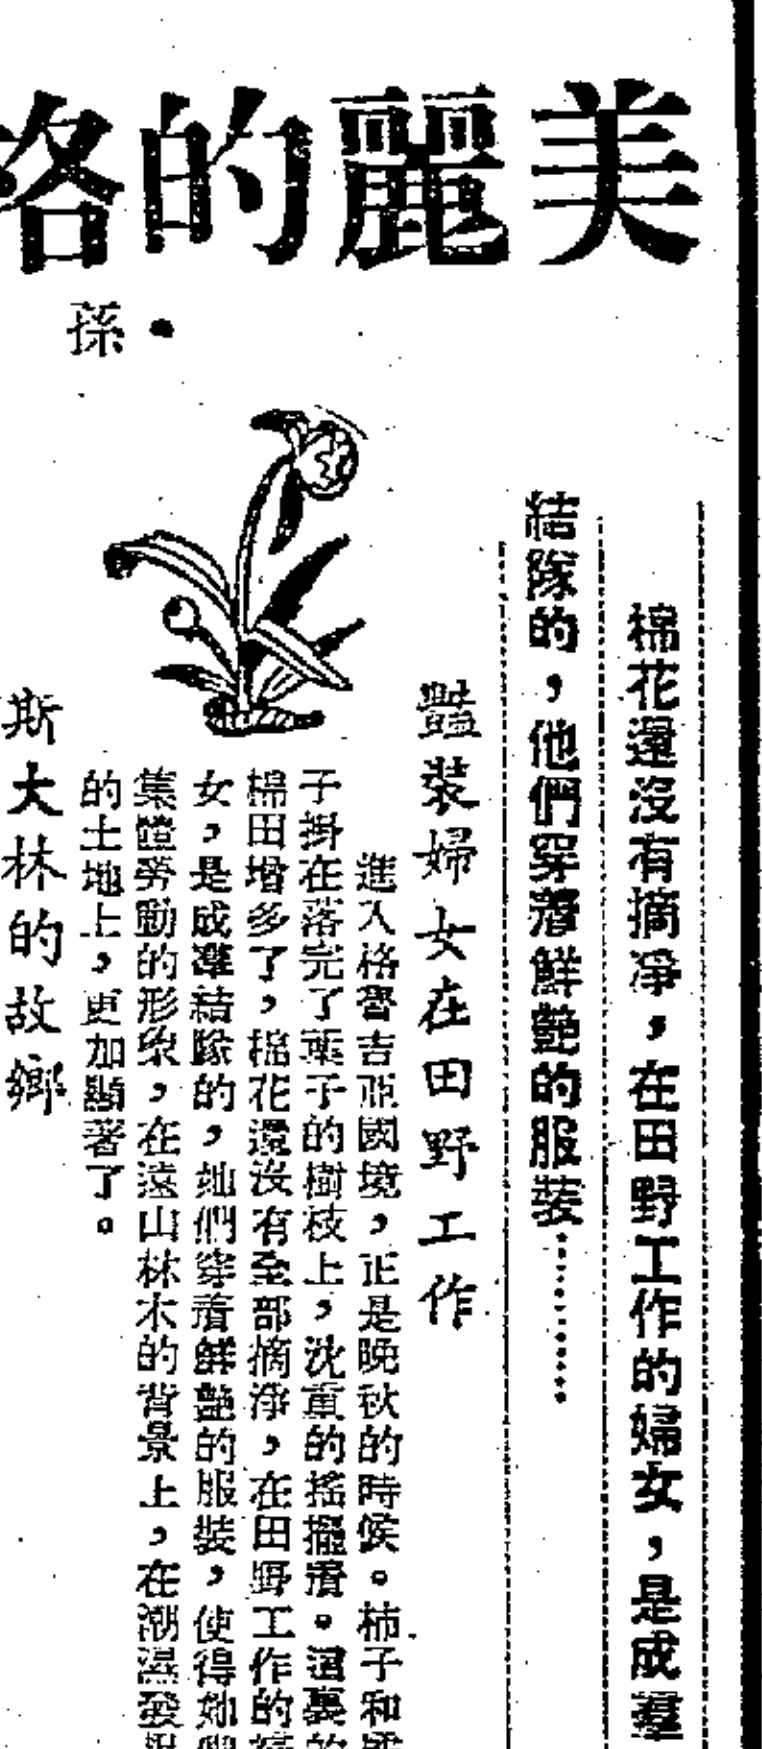 美麗的格
·孫
棉花還沒有摘淨，在田野工作的婦女，是成羣
結隊的，他們穿着鮮艷的服裝…………
豔裝婦女在田野工作
進入格魯吉亞國境，正是晚秋的時候。柿子和
子掛在落完了葉子的樹枝上，沈重的搖擺着。這裏的
棉田增多了，棉花還沒有全部摘淨，在田野工作的婦
女，是成羣結隊的，她們穿着鮮艷的服裝，使得她們
集體勞動的形象，在遠山林木的背景上，在潮濕發黑
的土地上，更加顯著了。
斯大林的故鄉